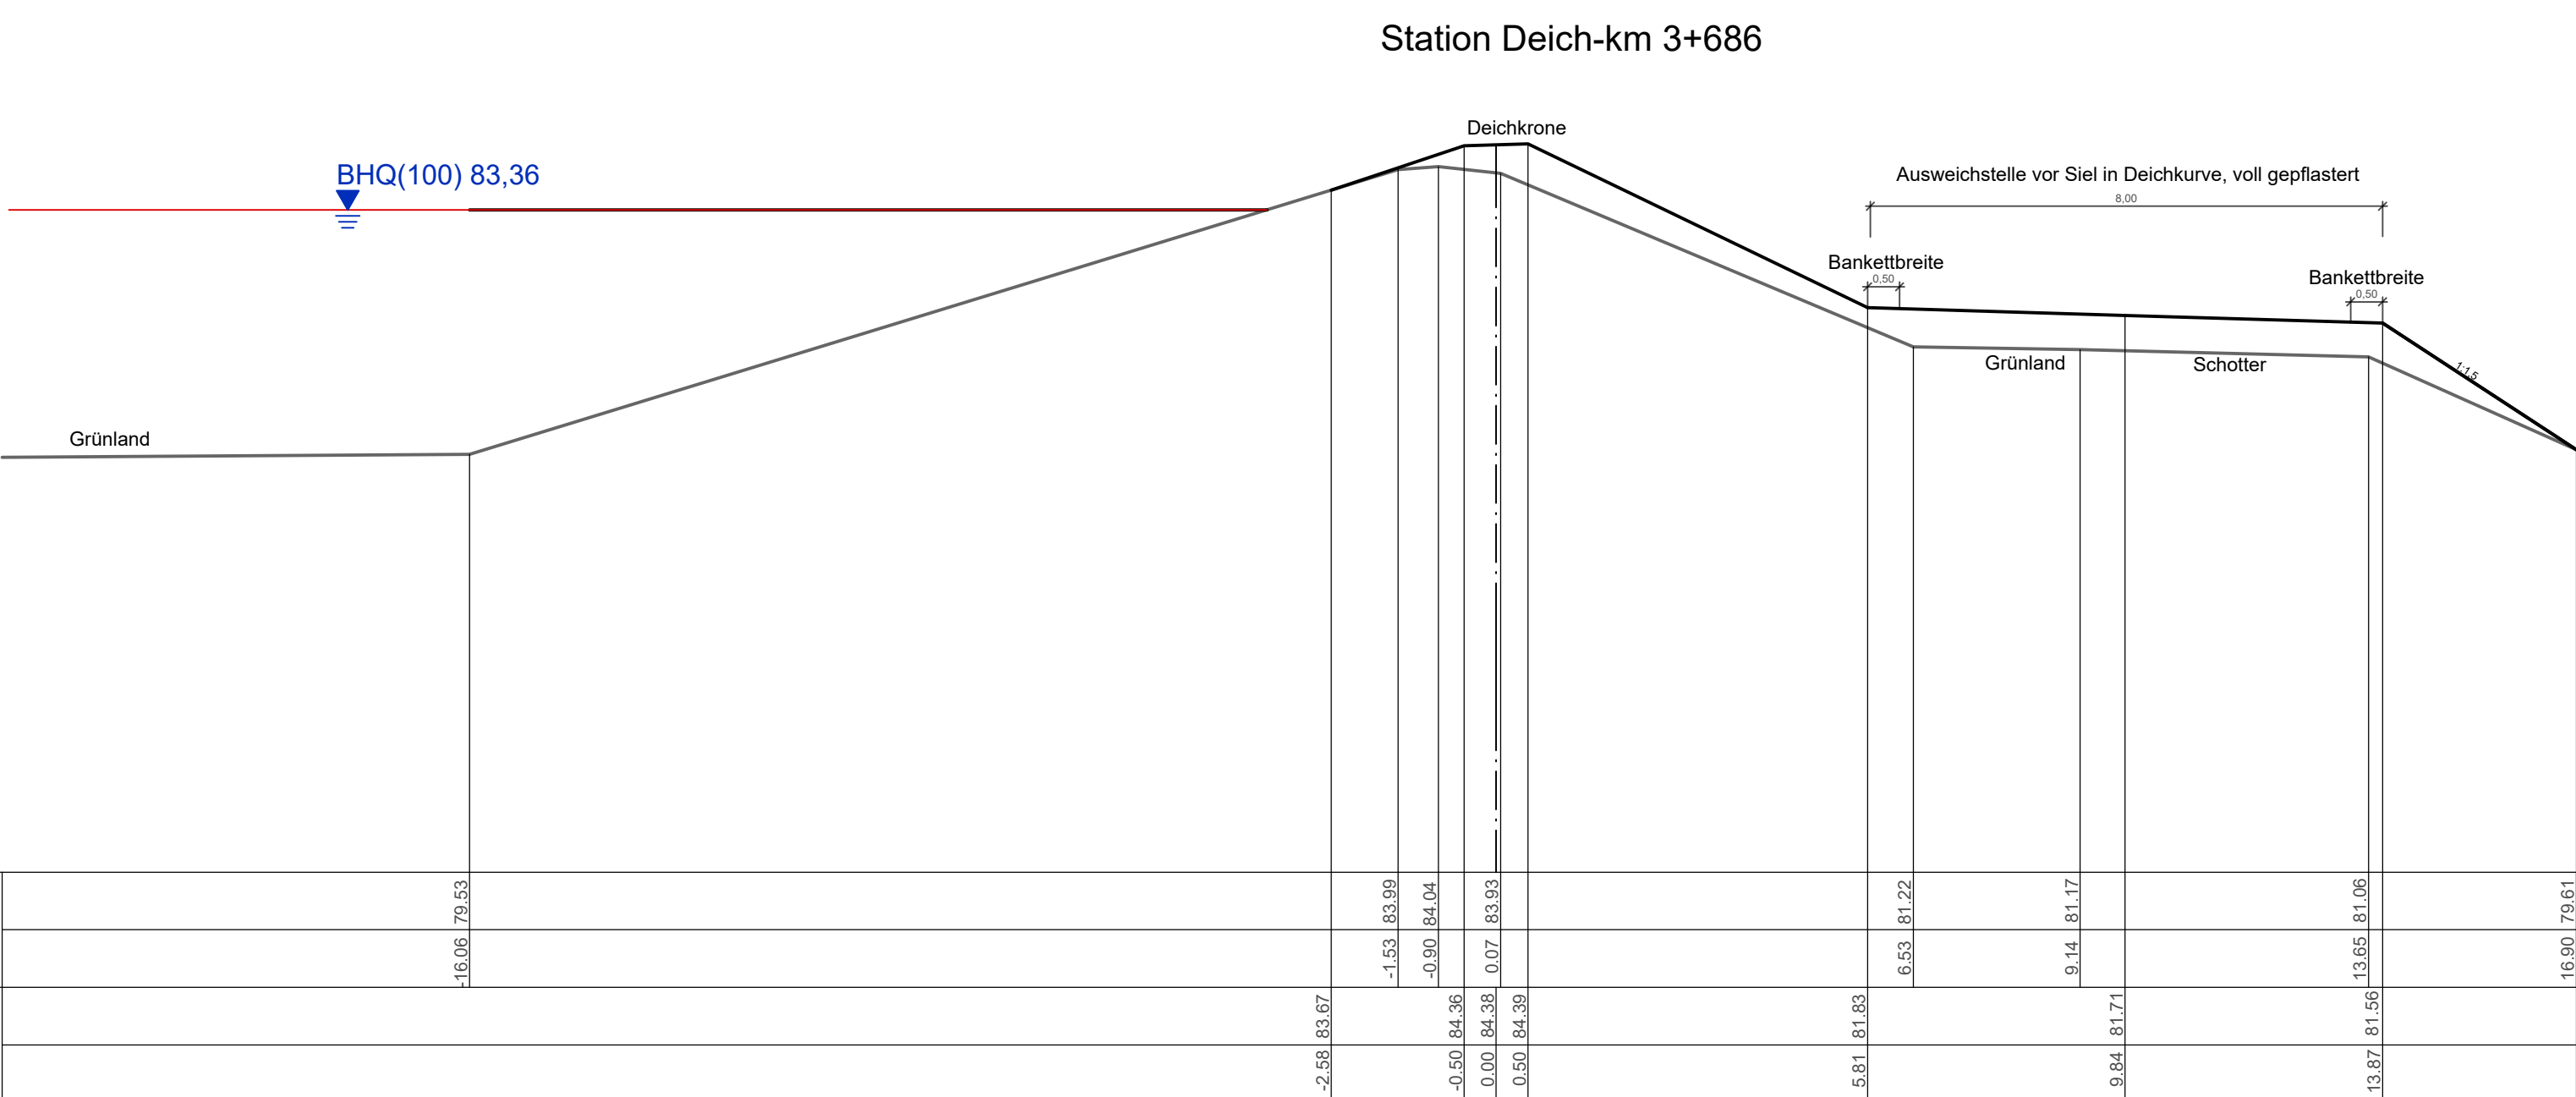 Station Deich-km 3+686
Deichkrone
BHQ(100) 83,36
Ausweichstelle vor Siel in Deichkurve, voll gepflastert
8,00
Bankettbreite
0,50
Bankettbreite
0,50
Grünland
Schotter
1:1,5
Grünland
79.53 83.99 84.04 83.93 81.22 81.17 81.06 79.61
-16.06 -1.53 -0.90 0.07 6.53 9.14 13.65 16.90
83.67 84.36 84.38 84.39 81.83 81.71 81.56
-2.58 -0.50 0.00 0.50 5.81 9.84 13.87